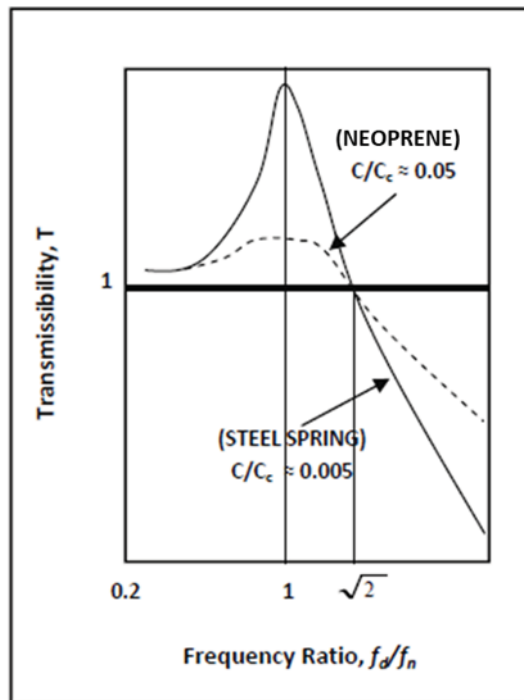 (NEOPRENE)
C/Cc ≈ 0.05
Transmissibility, T
1
(STEEL SPRING)
C/Cc ≈ 0.005
0.2 1 √2
Frequency Ratio, fd/fn